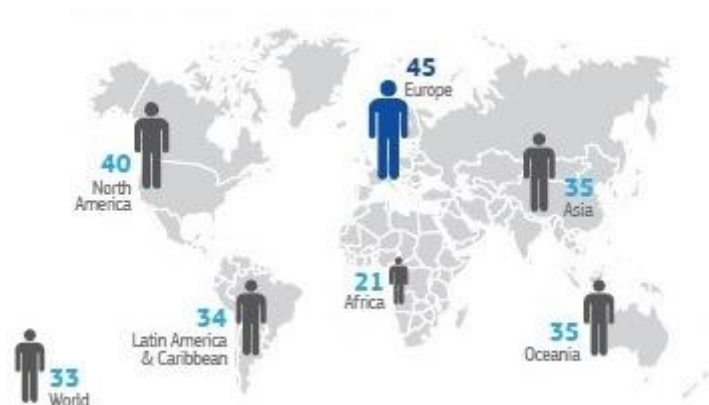 45
Europe
40
North
America
35
Asia
21
Africa
34
Latin America
& Caribbean
35
Oceania
33
World